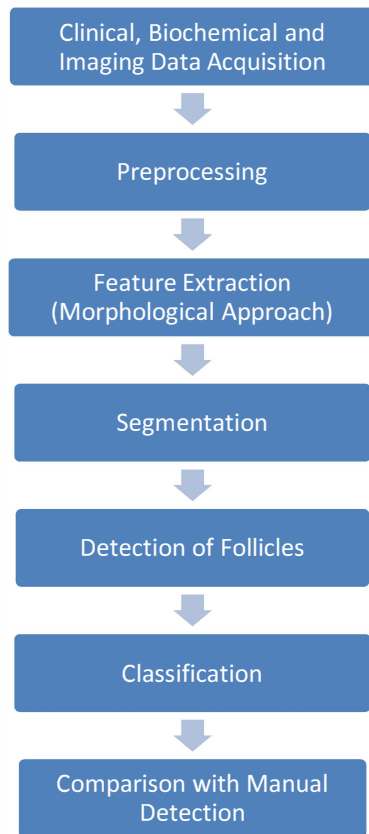 Clinical, Biochemical and
Imaging Data Acquisition
Preprocessing
Feature Extraction
(Morphological Approach)
Segmentation
Detection of Follicles
Classification
Comparison with Manual
Detection